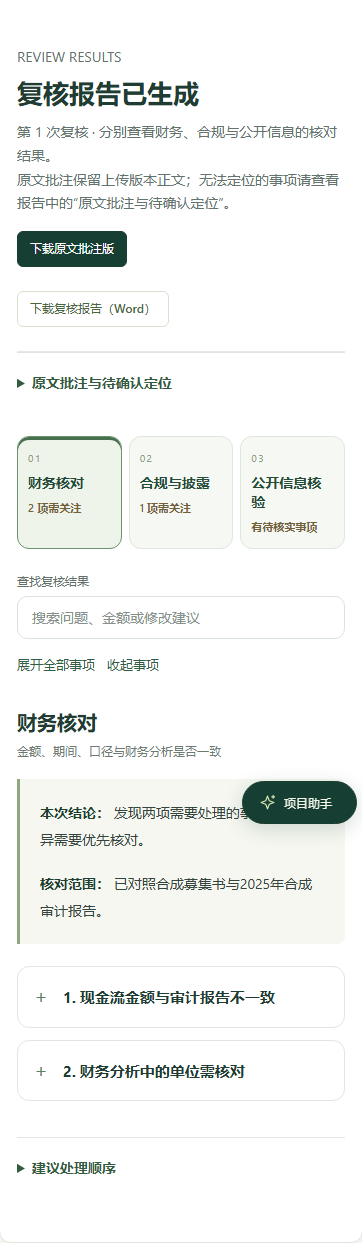 REVIEW RESULTS
复核报告已生成
第 1 次复核 · 分别查看财务、合规与公开信息的核对
结果。
原文批注保留上传版本正文；无法定位的事项请查看
报告中的“原文批注与待确认定位”。
下载原文批注版
下载复核报告（Word）
原文批注与待确认定位
01
财务核对
2 项需关注
02
合规与披露
1 项需关注
03
公开信息核
验
有待核实事项
查找复核结果
搜索问题、金额或修改建议
展开全部事项 收起事项
财务核对
金额、期间、口径与财务分析是否一致
项目助手
本次结论： 发现两项需要处理的
异需要优先核对。
核对范围： 已对照合成募集书与2025年合成
审计报告。
+ 1. 现金流金额与审计报告不一致
+ 2. 财务分析中的单位需核对
建议处理顺序